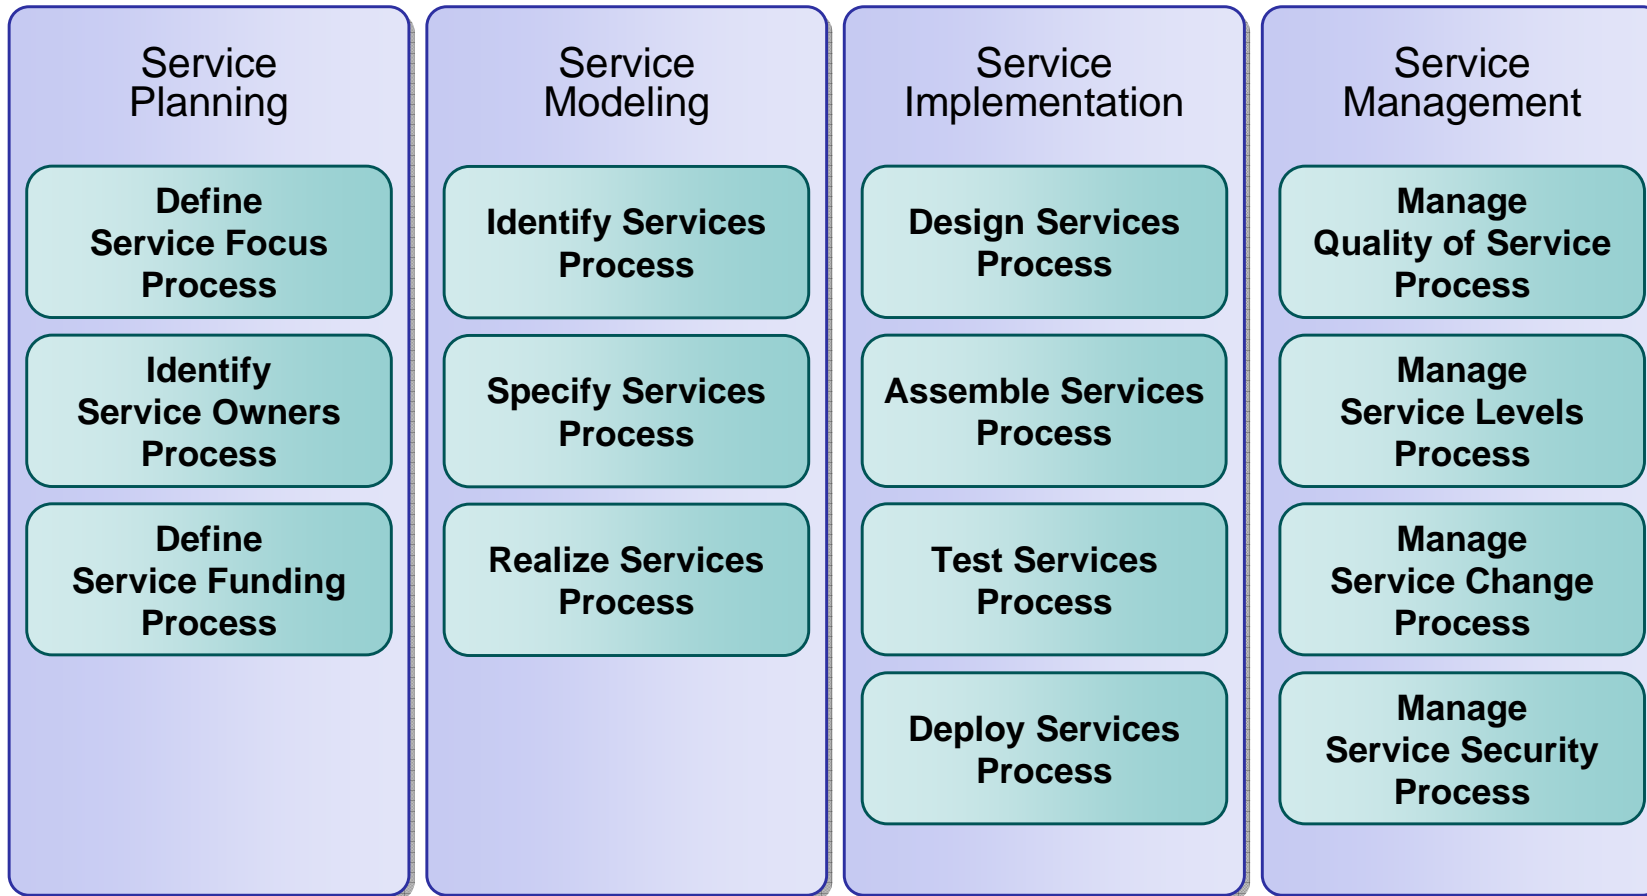 Service
Planning
Define
Service Focus
Process
Identify
Service Owners
Process
Define
Service Funding
Process
Service
Modeling
Identify Services
Process
Specify Services
Process
Realize Services
Process
Service
Implementation
Design Services
Process
Assemble Services
Process
Test Services
Process
Deploy Services
Process
Service
Management
Manage
Quality of Service
Process
Manage
Service Levels
Process
Manage
Service Change
Process
Manage
Service Security
Process